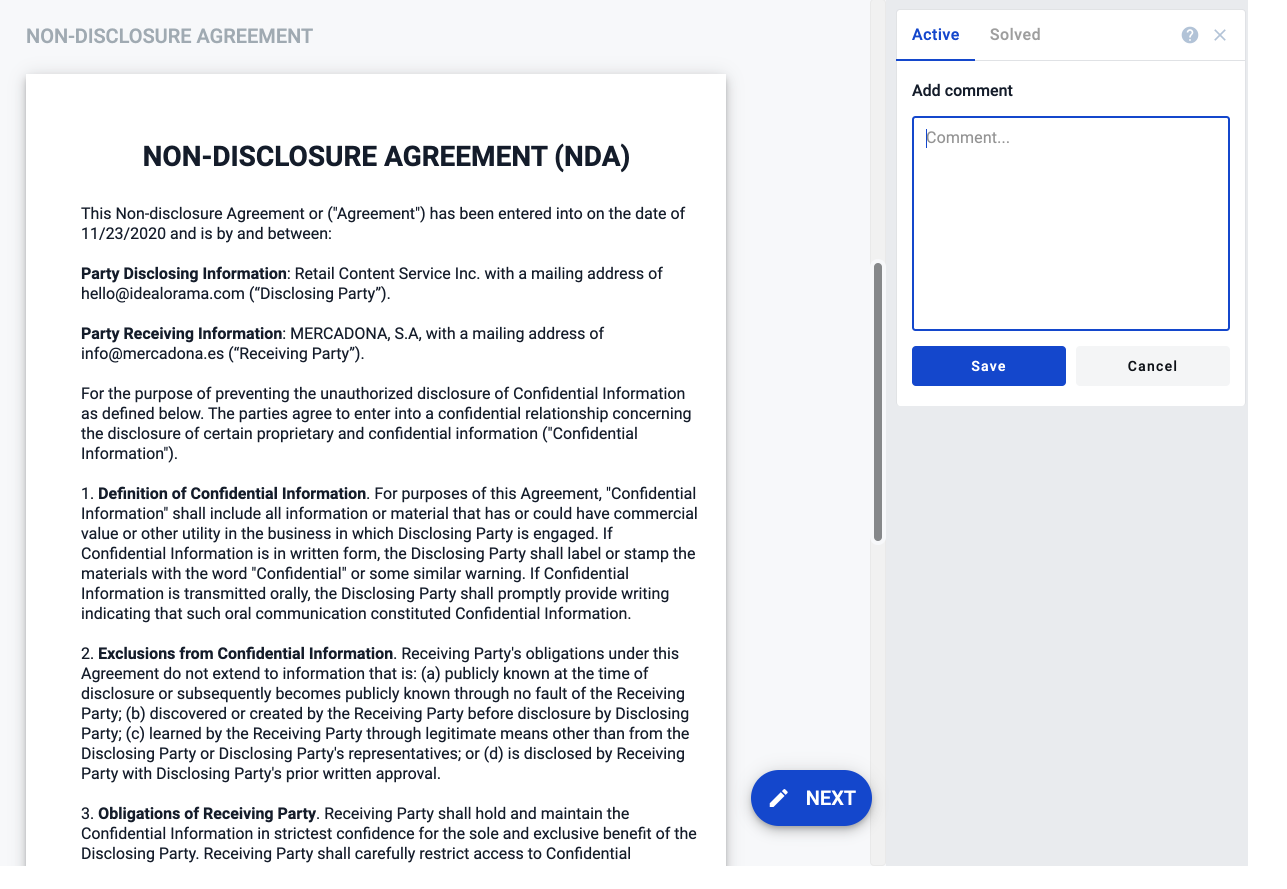 NON-DISCLOSURE AGREEMENT
NON-DISCLOSURE AGREEMENT (NDA)
This Non-disclosure Agreement or ("Agreement") has been entered into on the date of
11/23/2020 and is by and between:
Party Disclosing Information: Retail Content Service Inc. with a mailing address of
hello@idealorama.com (“Disclosing Party”).
Party Receiving Information: MERCADONA, S.A, with a mailing address of
info@mercadona.es (“Receiving Party”).
For the purpose of preventing the unauthorized disclosure of Confidential Information
as defined below. The parties agree to enter into a confidential relationship concerning
the disclosure of certain proprietary and confidential information ("Confidential
Information").
1. Definition of Confidential Information. For purposes of this Agreement, "Confidential
Information" shall include all information or material that has or could have commercial
value or other utility in the business in which Disclosing Party is engaged. If
Confidential Information is in written form, the Disclosing Party shall label or stamp the
materials with the word "Confidential" or some similar warning. If Confidential
Information is transmitted orally, the Disclosing Party shall promptly provide writing
indicating that such oral communication constituted Confidential Information.
2. Exclusions from Confidential Information. Receiving Party's obligations under this
Agreement do not extend to information that is: (a) publicly known at the time of
disclosure or subsequently becomes publicly known through no fault of the Receiving
Party; (b) discovered or created by the Receiving Party before disclosure by Disclosing
Party; (c) learned by the Receiving Party through legitimate means other than from the
Disclosing Party or Disclosing Party's representatives; or (d) is disclosed by Receiving
Party with Disclosing Party's prior written approval.
3. Obligations of Receiving Party. Receiving Party shall hold and maintain the
Confidential Information in strictest confidence for the sole and exclusive benefit of the
Disclosing Party. Receiving Party shall carefully restrict access to Confidential
NEXT
Active Solved ?
Add comment
Comment...
Save Cancel